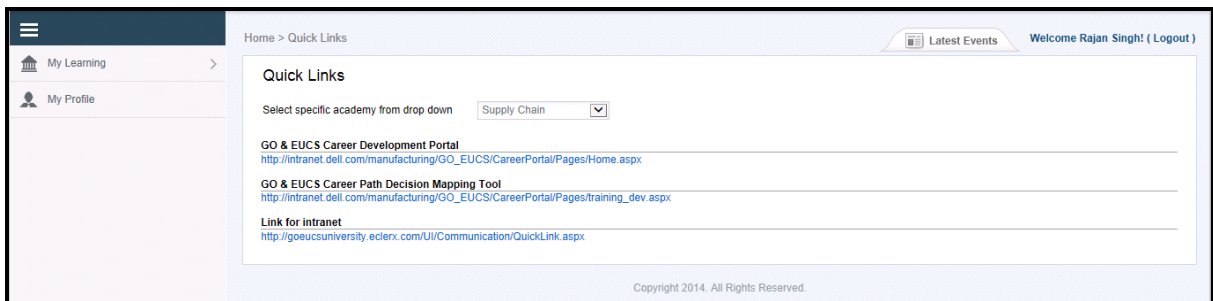 Home > Quick Links
Latest Events
Welcome Rajan Singh! ( Logout )
My Learning
My Profile
Quick Links
Select specific academy from drop down
Supply Chain
GO & EUCS Career Development Portal
http://intranet.dell.com/manufacturing/GO_EUCS/CareerPortal/Pages/Home.aspx
GO & EUCS Career Path Decision Mapping Tool
http://intranet.dell.com/manufacturing/GO_EUCS/CareerPortal/Pages/training_dev.aspx
Link for intranet
http://goeucsuniversity.eclerx.com/UI/Communication/QuickLink.aspx
Copyright 2014. All Rights Reserved.